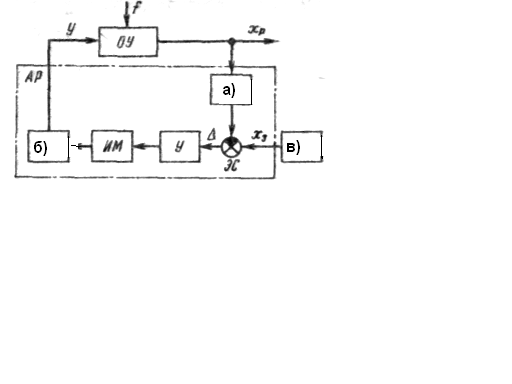 f
У ОУ xр
АР
а)
б) ИМ У Δ xз в)
ЭС